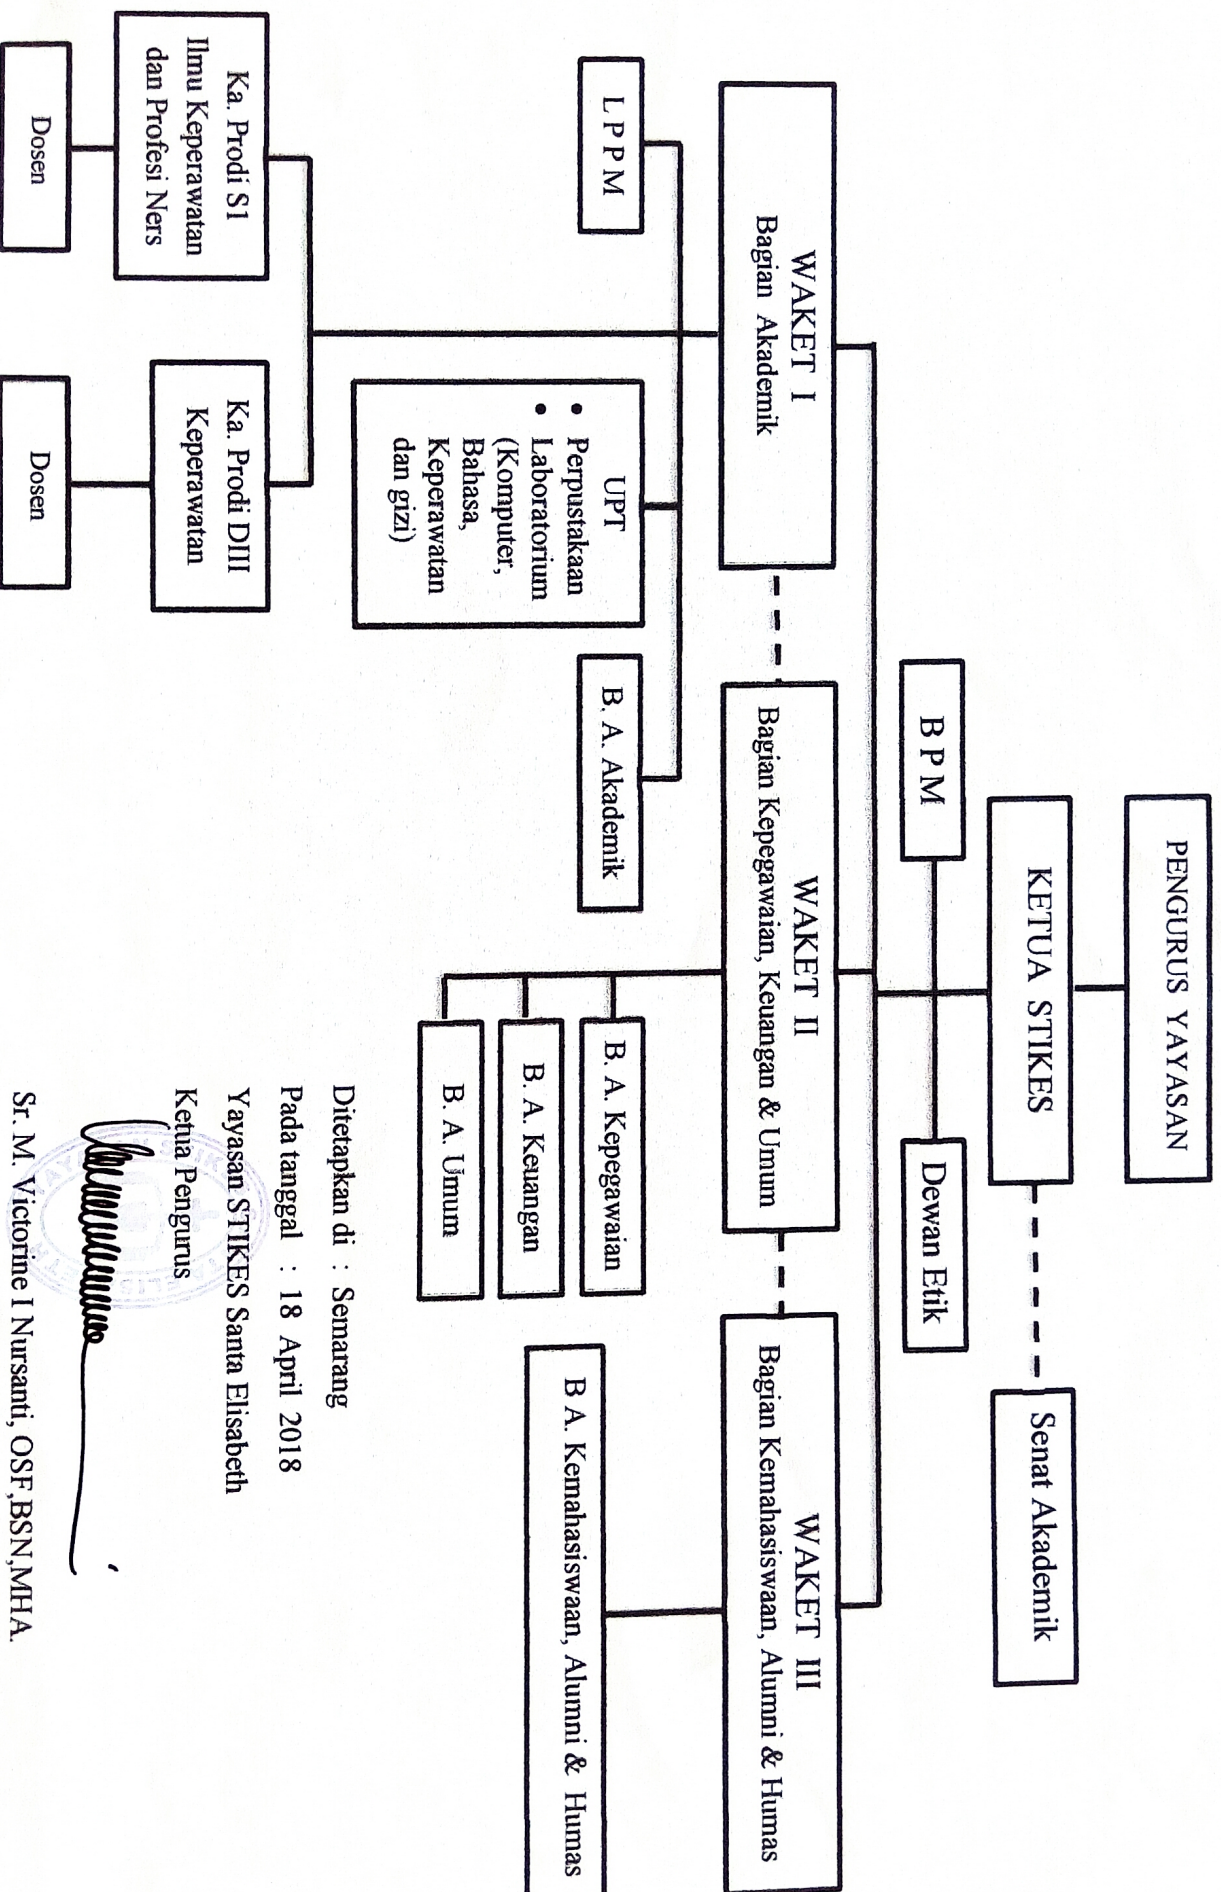 PENGURUS YAYASAN
KETUA STIKES
Senat Akademik
B P M
Dewan Etik
WAKET I
Bagian Akademik
WAKET II
Bagian Kepegawaian, Keuangan & Umum
WAKET III
Bagian Kemahasiswaan, Alumni & Humas
L P P M
UPT
• Perpustakaan
• Laboratorium
(Komputer,
Bahasa,
Keperawatan
dan gizi)
B. A. Akademik
B. A. Kepegawaian
B. A. Keuangan
B. A. Umum
B A. Kemahasiswaan, Alumni & Humas
Ka. Prodi S1
Ilmu Keperawatan
dan Profesi Ners
Ka. Prodi DIII
Keperawatan
Dosen
Dosen
Ditetapkan di : Semarang
Pada tanggal : 18 April 2018
Yayasan STIKES Santa Elisabeth
Ketua Pengurus
Sr. M. Victorine I Nursanti, OSF,BSN,MHA.